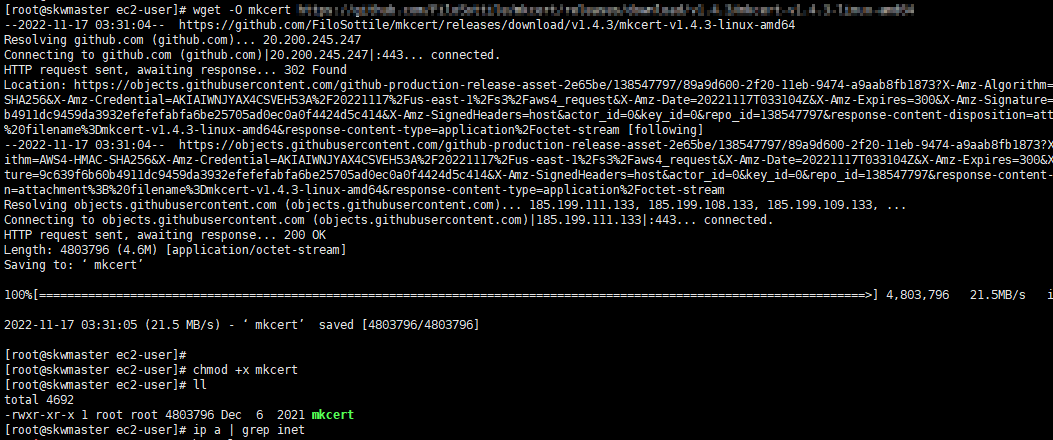 [root@skwmaster ec2-user]# wget -O mkcert
--2022-11-17 03:31:04--  https://github.com/FiloSottile/mkcert/releases/download/v1.4.3/mkcert-v1.4.3-linux-amd64
Resolving github.com (github.com)... 20.200.245.247
Connecting to github.com (github.com)|20.200.245.247|:443... connected.
HTTP request sent, awaiting response... 302 Found
Location: https://objects.githubusercontent.com/github-production-release-asset-2e65be/138547797/89a9d600-2f20-11eb-9474-a9aab8fb1873?X-Amz-Algorithm=
SHA256&X-Amz-Credential=AKIAIWNJYAX4CSVEH53A%2F20221117%2Fus-east-1%2Fs3%2Faws4_request&X-Amz-Date=20221117T033104Z&X-Amz-Expires=300&X-Amz-Signature=
b4911dc9459da3932efefefabfa6be25705ad0ec0a0f4424d5c414&X-Amz-SignedHeaders=host&actor_id=0&key_id=0&repo_id=138547797&response-content-disposition=att
%20filename%3Dmkcert-v1.4.3-linux-amd64&response-content-type=application%2Foctet-stream [following]
--2022-11-17 03:31:04--  https://objects.githubusercontent.com/github-production-release-asset-2e65be/138547797/89a9d600-2f20-11eb-9474-a9aab8fb1873?X
ithm=AWS4-HMAC-SHA256&X-Amz-Credential=AKIAIWNJYAX4CSVEH53A%2F20221117%2Fus-east-1%2Fs3%2Faws4_request&X-Amz-Date=20221117T033104Z&X-Amz-Expires=300&X
ture=9c639f6b60b4911dc9459da3932efefefabfa6be25705ad0ec0a0f4424d5c414&X-Amz-SignedHeaders=host&actor_id=0&key_id=0&repo_id=138547797&response-content-
n=attachment%3B%20filename%3Dmkcert-v1.4.3-linux-amd64&response-content-type=application%2Foctet-stream
Resolving objects.githubusercontent.com (objects.githubusercontent.com)... 185.199.111.133, 185.199.108.133, 185.199.109.133, ...
Connecting to objects.githubusercontent.com (objects.githubusercontent.com)|185.199.111.133|:443... connected.
HTTP request sent, awaiting response... 200 OK
Length: 4803796 (4.6M) [application/octet-stream]
Saving to: ‘ mkcert’
100%[=======================================================================================================================>] 4,803,796   21.5MB/s   i
2022-11-17 03:31:05 (21.5 MB/s) - ‘ mkcert’  saved [4803796/4803796]
[root@skwmaster ec2-user]#
[root@skwmaster ec2-user]# chmod +x mkcert
[root@skwmaster ec2-user]# ll
total 4692
-rwxr-xr-x 1 root root 4803796 Dec  6  2021 mkcert
[root@skwmaster ec2-user]# ip a | grep inet